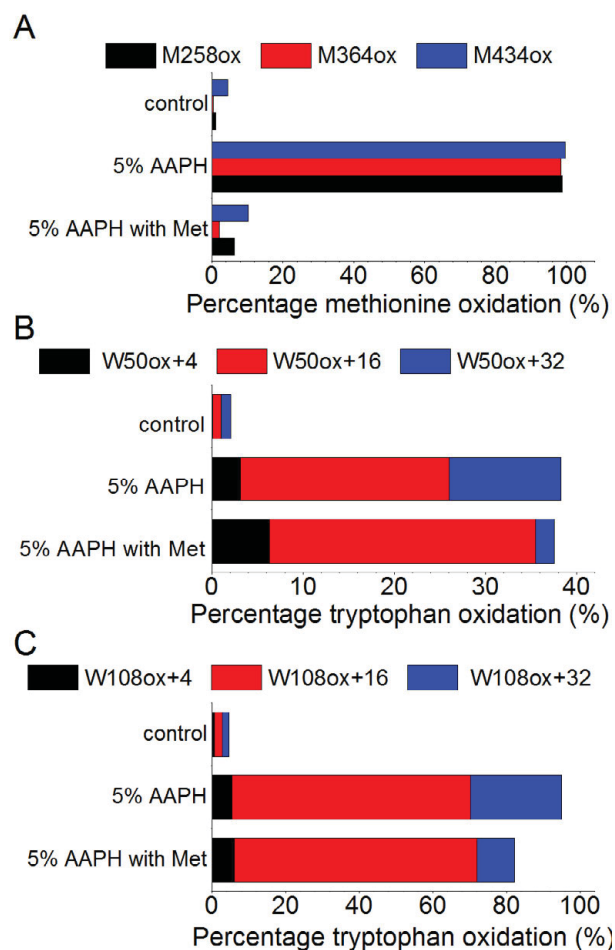 A
M258ox M364ox M434ox
control
5% AAPH
5% AAPH with Met
0 20 40 60 80 100
Percentage methionine oxidation (%)
B
W50ox+4 W50ox+16 W50ox+32
control
5% AAPH
5% AAPH with Met
0 10 20 30 40
Percentage tryptophan oxidation (%)
C
W108ox+4 W108ox+16 W108ox+32
control
5% AAPH
5% AAPH with Met
0 20 40 60 80
Percentage tryptophan oxidation (%)